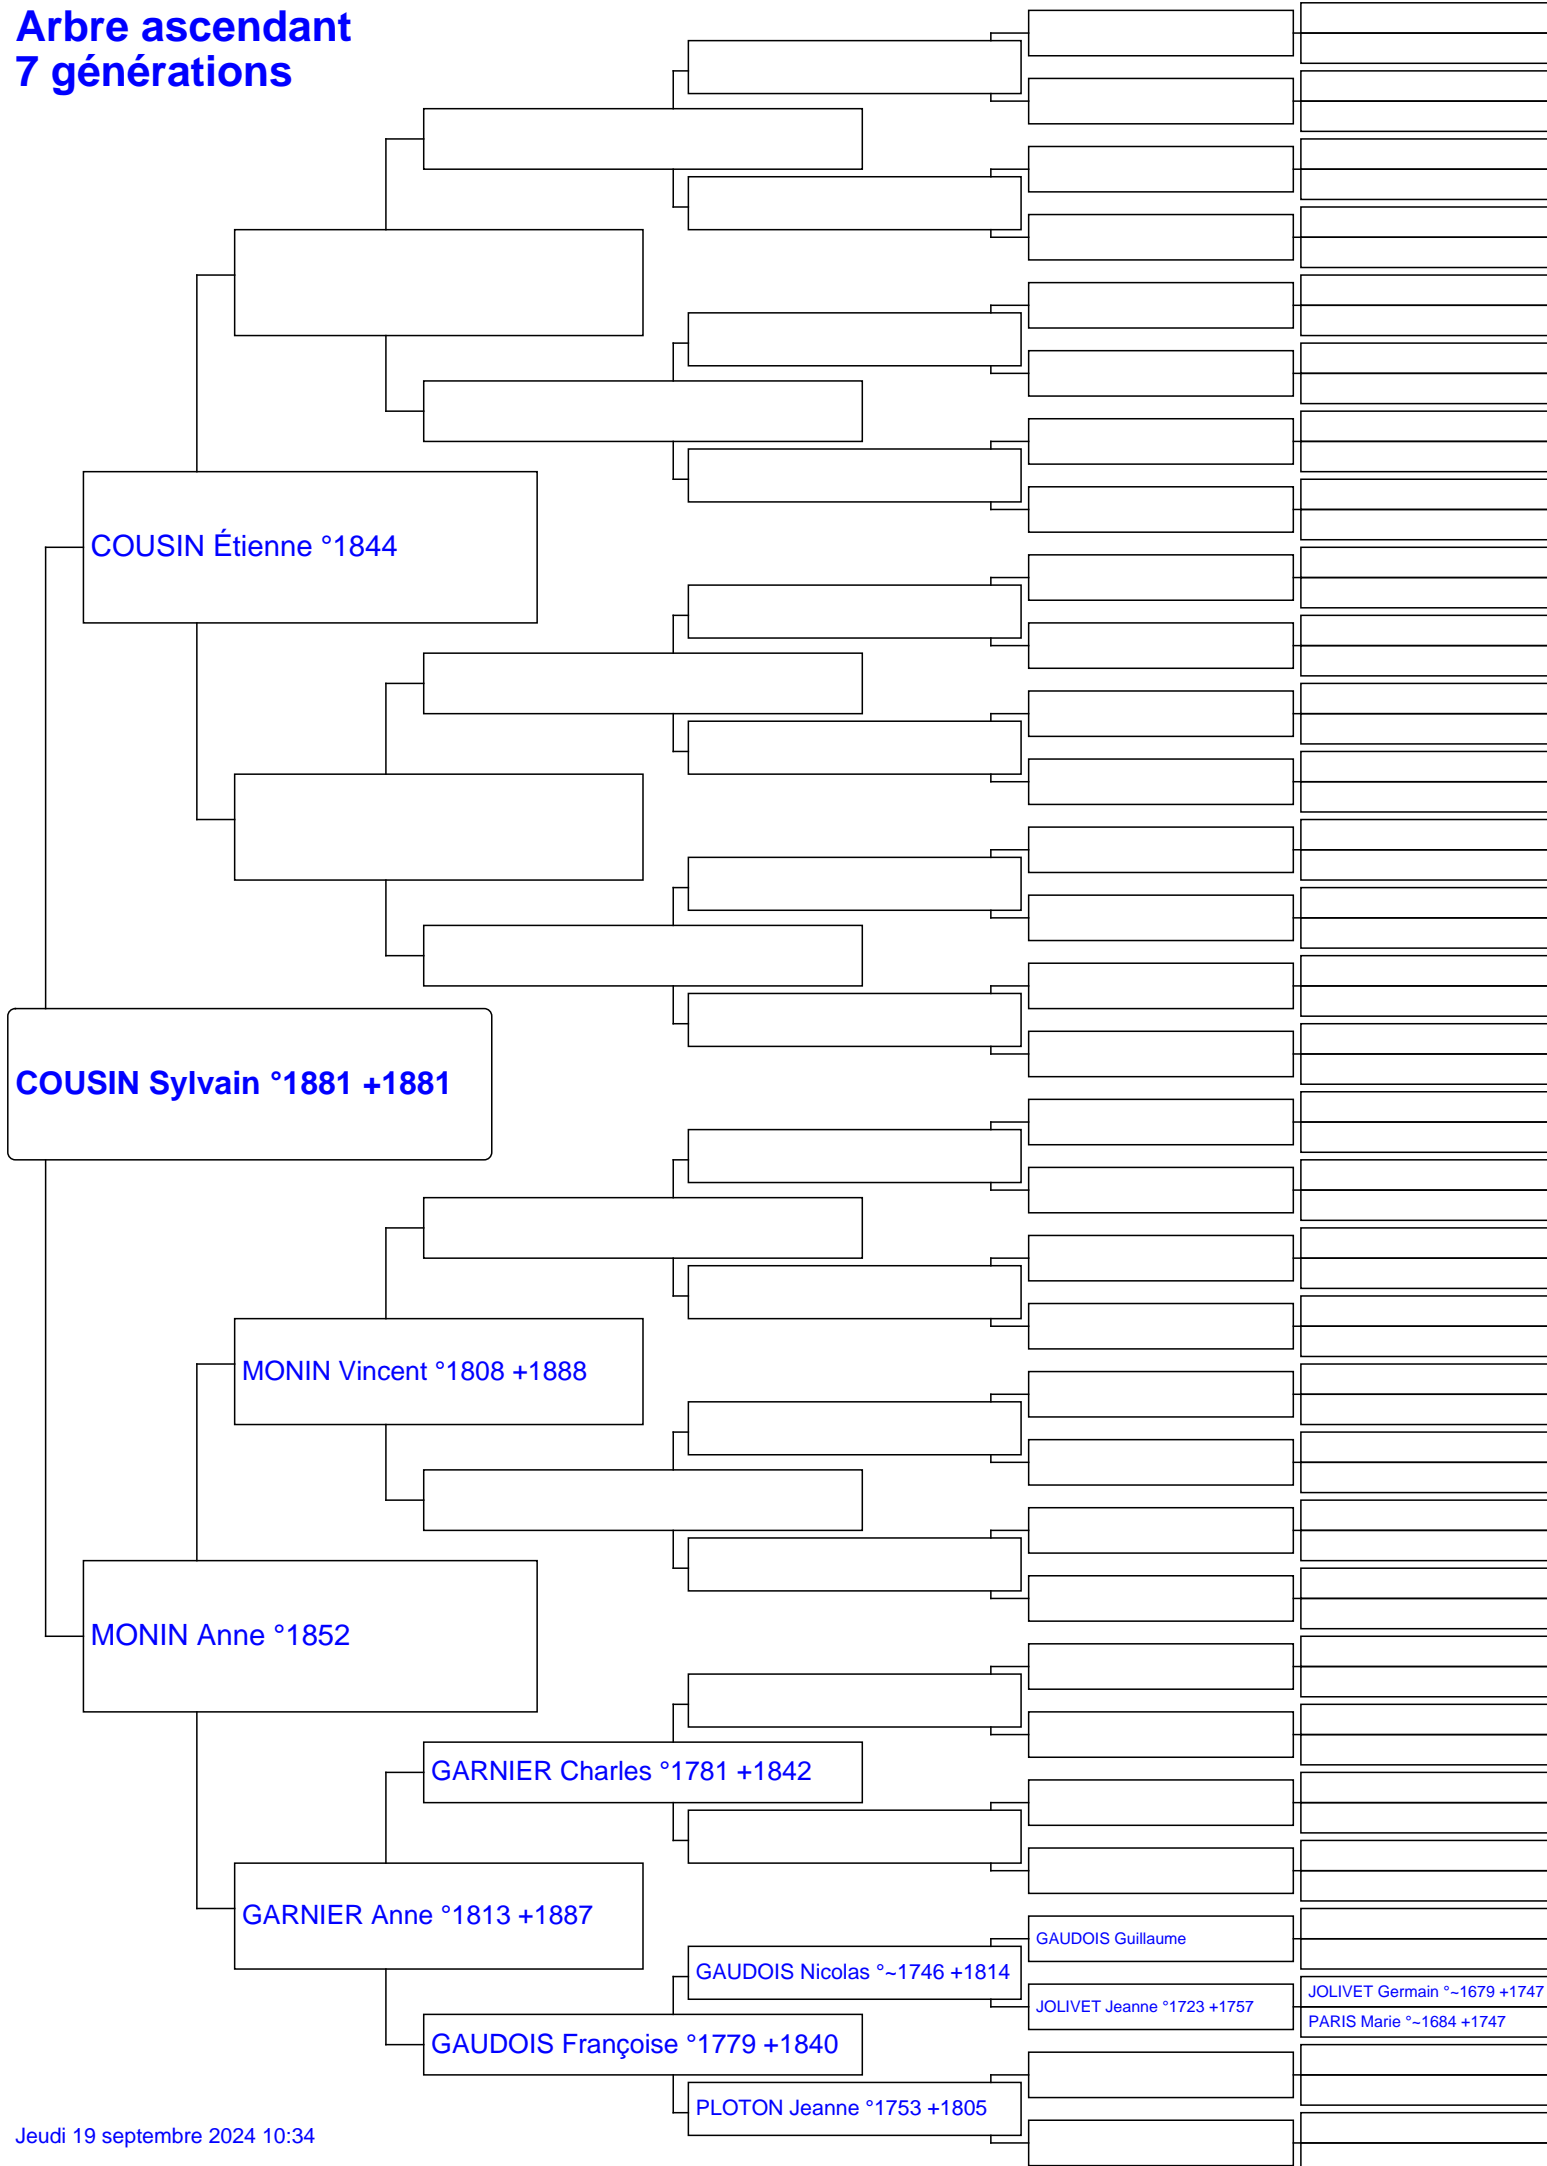 Arbre ascendant
7 générations
COUSIN Étienne °1844
COUSIN Sylvain °1881 +1881
MONIN Vincent °1808 +1888
MONIN Anne °1852
GARNIER Charles °1781 +1842
GARNIER Anne °1813 +1887
GAUDOIS Guillaume
GAUDOIS Nicolas °~1746 +1814
JOLIVET Germain °~1679 +1747
JOLIVET Jeanne °1723 +1757
PARIS Marie °~1684 +1747
GAUDOIS Françoise °1779 +1840
PLOTON Jeanne °1753 +1805
Jeudi 19 septembre 2024 10:34